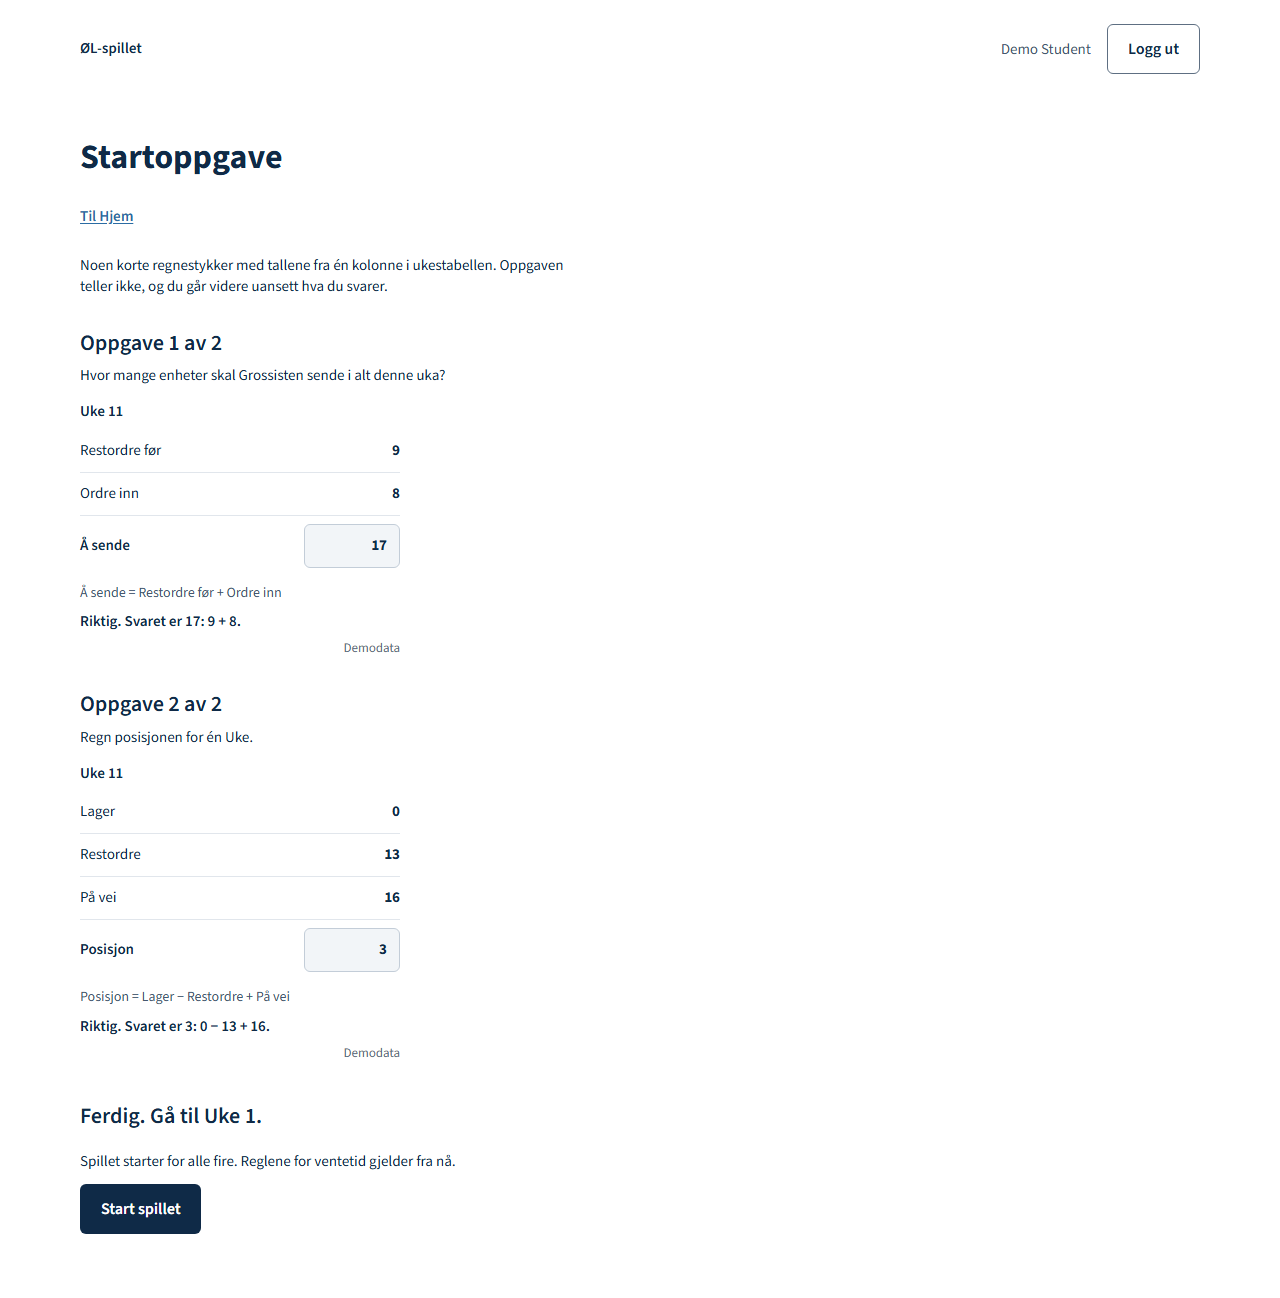 ØL-spillet
Demo Student
Logg ut
Startoppgave
Til Hjem
Noen korte regnestykker med tallene fra én kolonne i ukestabellen. Oppgaven
teller ikke, og du går videre uansett hva du svarer.
Oppgave 1 av 2
Hvor mange enheter skal Grossisten sende i alt denne uka?
Uke 11
Restordre før 9
Ordre inn 8
Å sende 17
Å sende = Restordre før + Ordre inn
Riktig. Svaret er 17: 9 + 8.
Demodata
Oppgave 2 av 2
Regn posisjonen for én Uke.
Uke 11
Lager 0
Restordre 13
På vei 16
Posisjon 3
Posisjon = Lager − Restordre + På vei
Riktig. Svaret er 3: 0 − 13 + 16.
Demodata
Ferdig. Gå til Uke 1.
Spillet starter for alle fire. Reglene for ventetid gjelder fra nå.
Start spillet